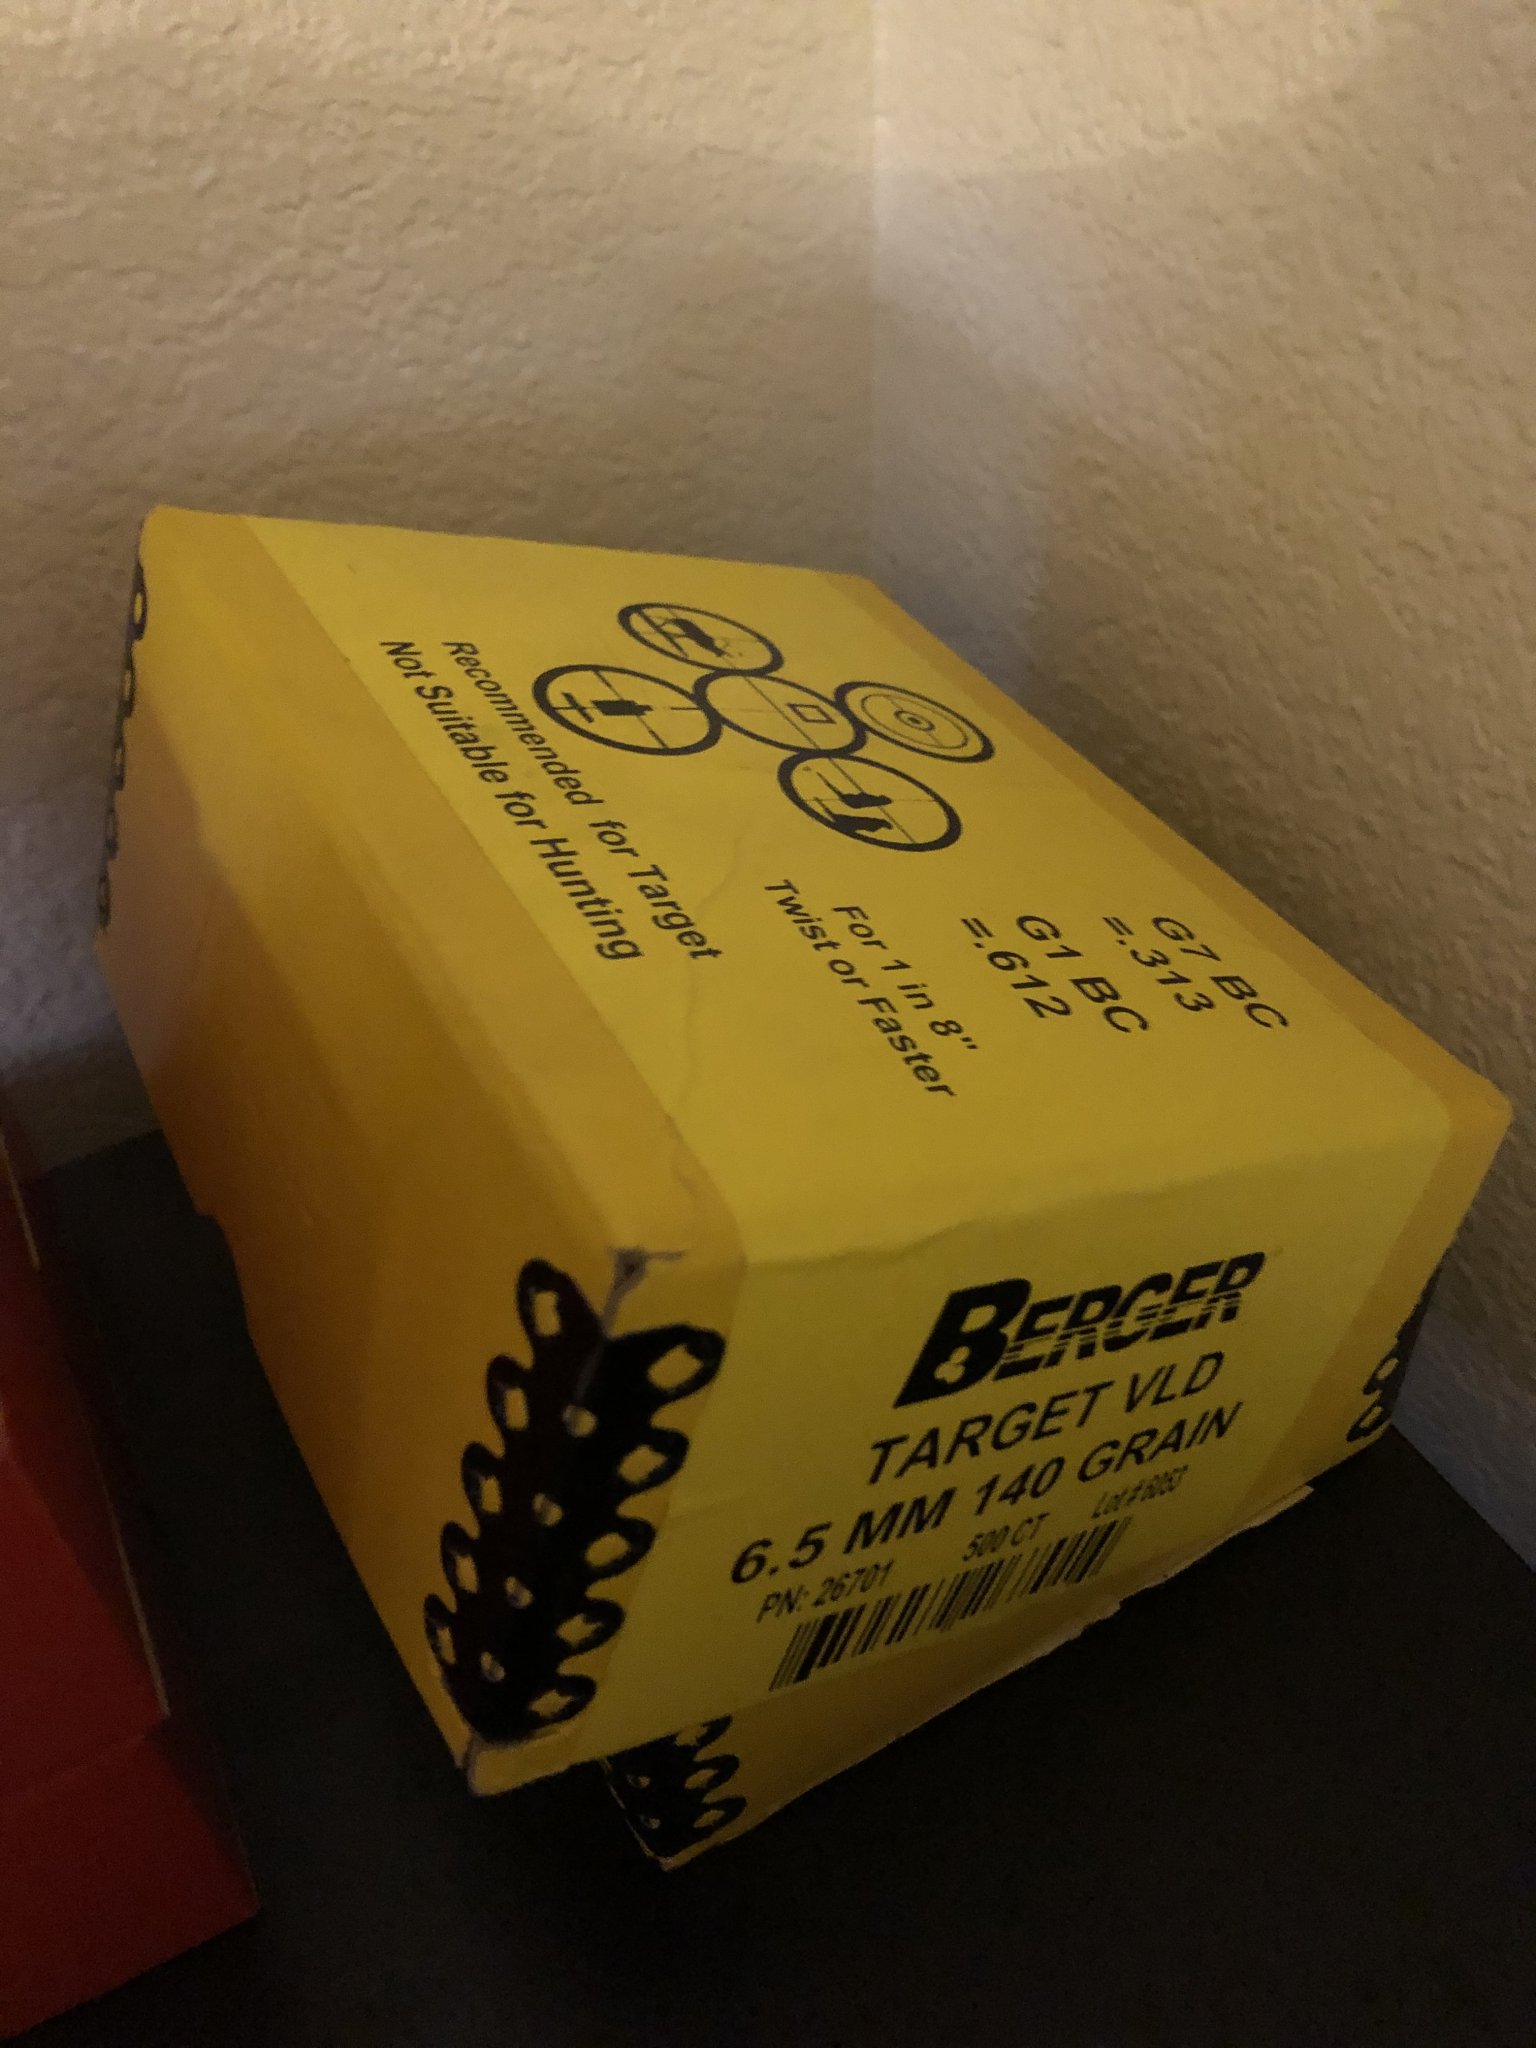 G7 BC
=.313
G1 BC
=.612
For 1 in 8"
Twist or Faster
Recommended for Target
Not Suitable for Hunting
BERGER
TARGET VLD
6.5 MM 140 GRAIN
PN: 26701 500 CT Lot #